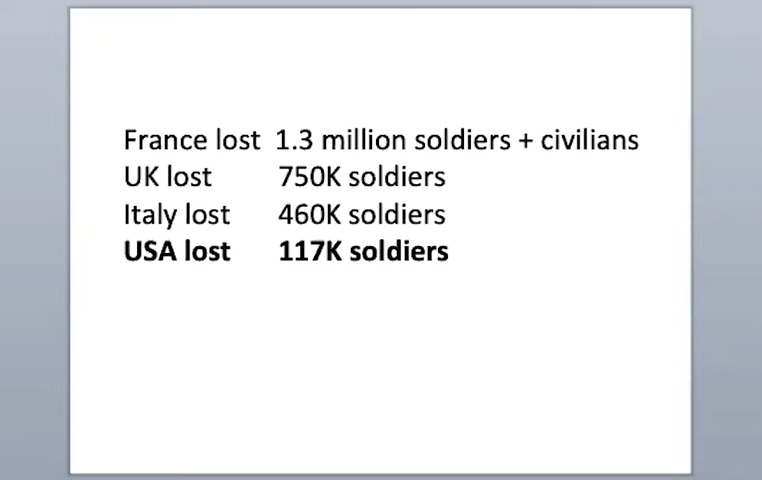 France lost 1.3 million soldiers + civilians
UK lost 750K soldiers
Italy lost 460K soldiers
USA lost 117K soldiers